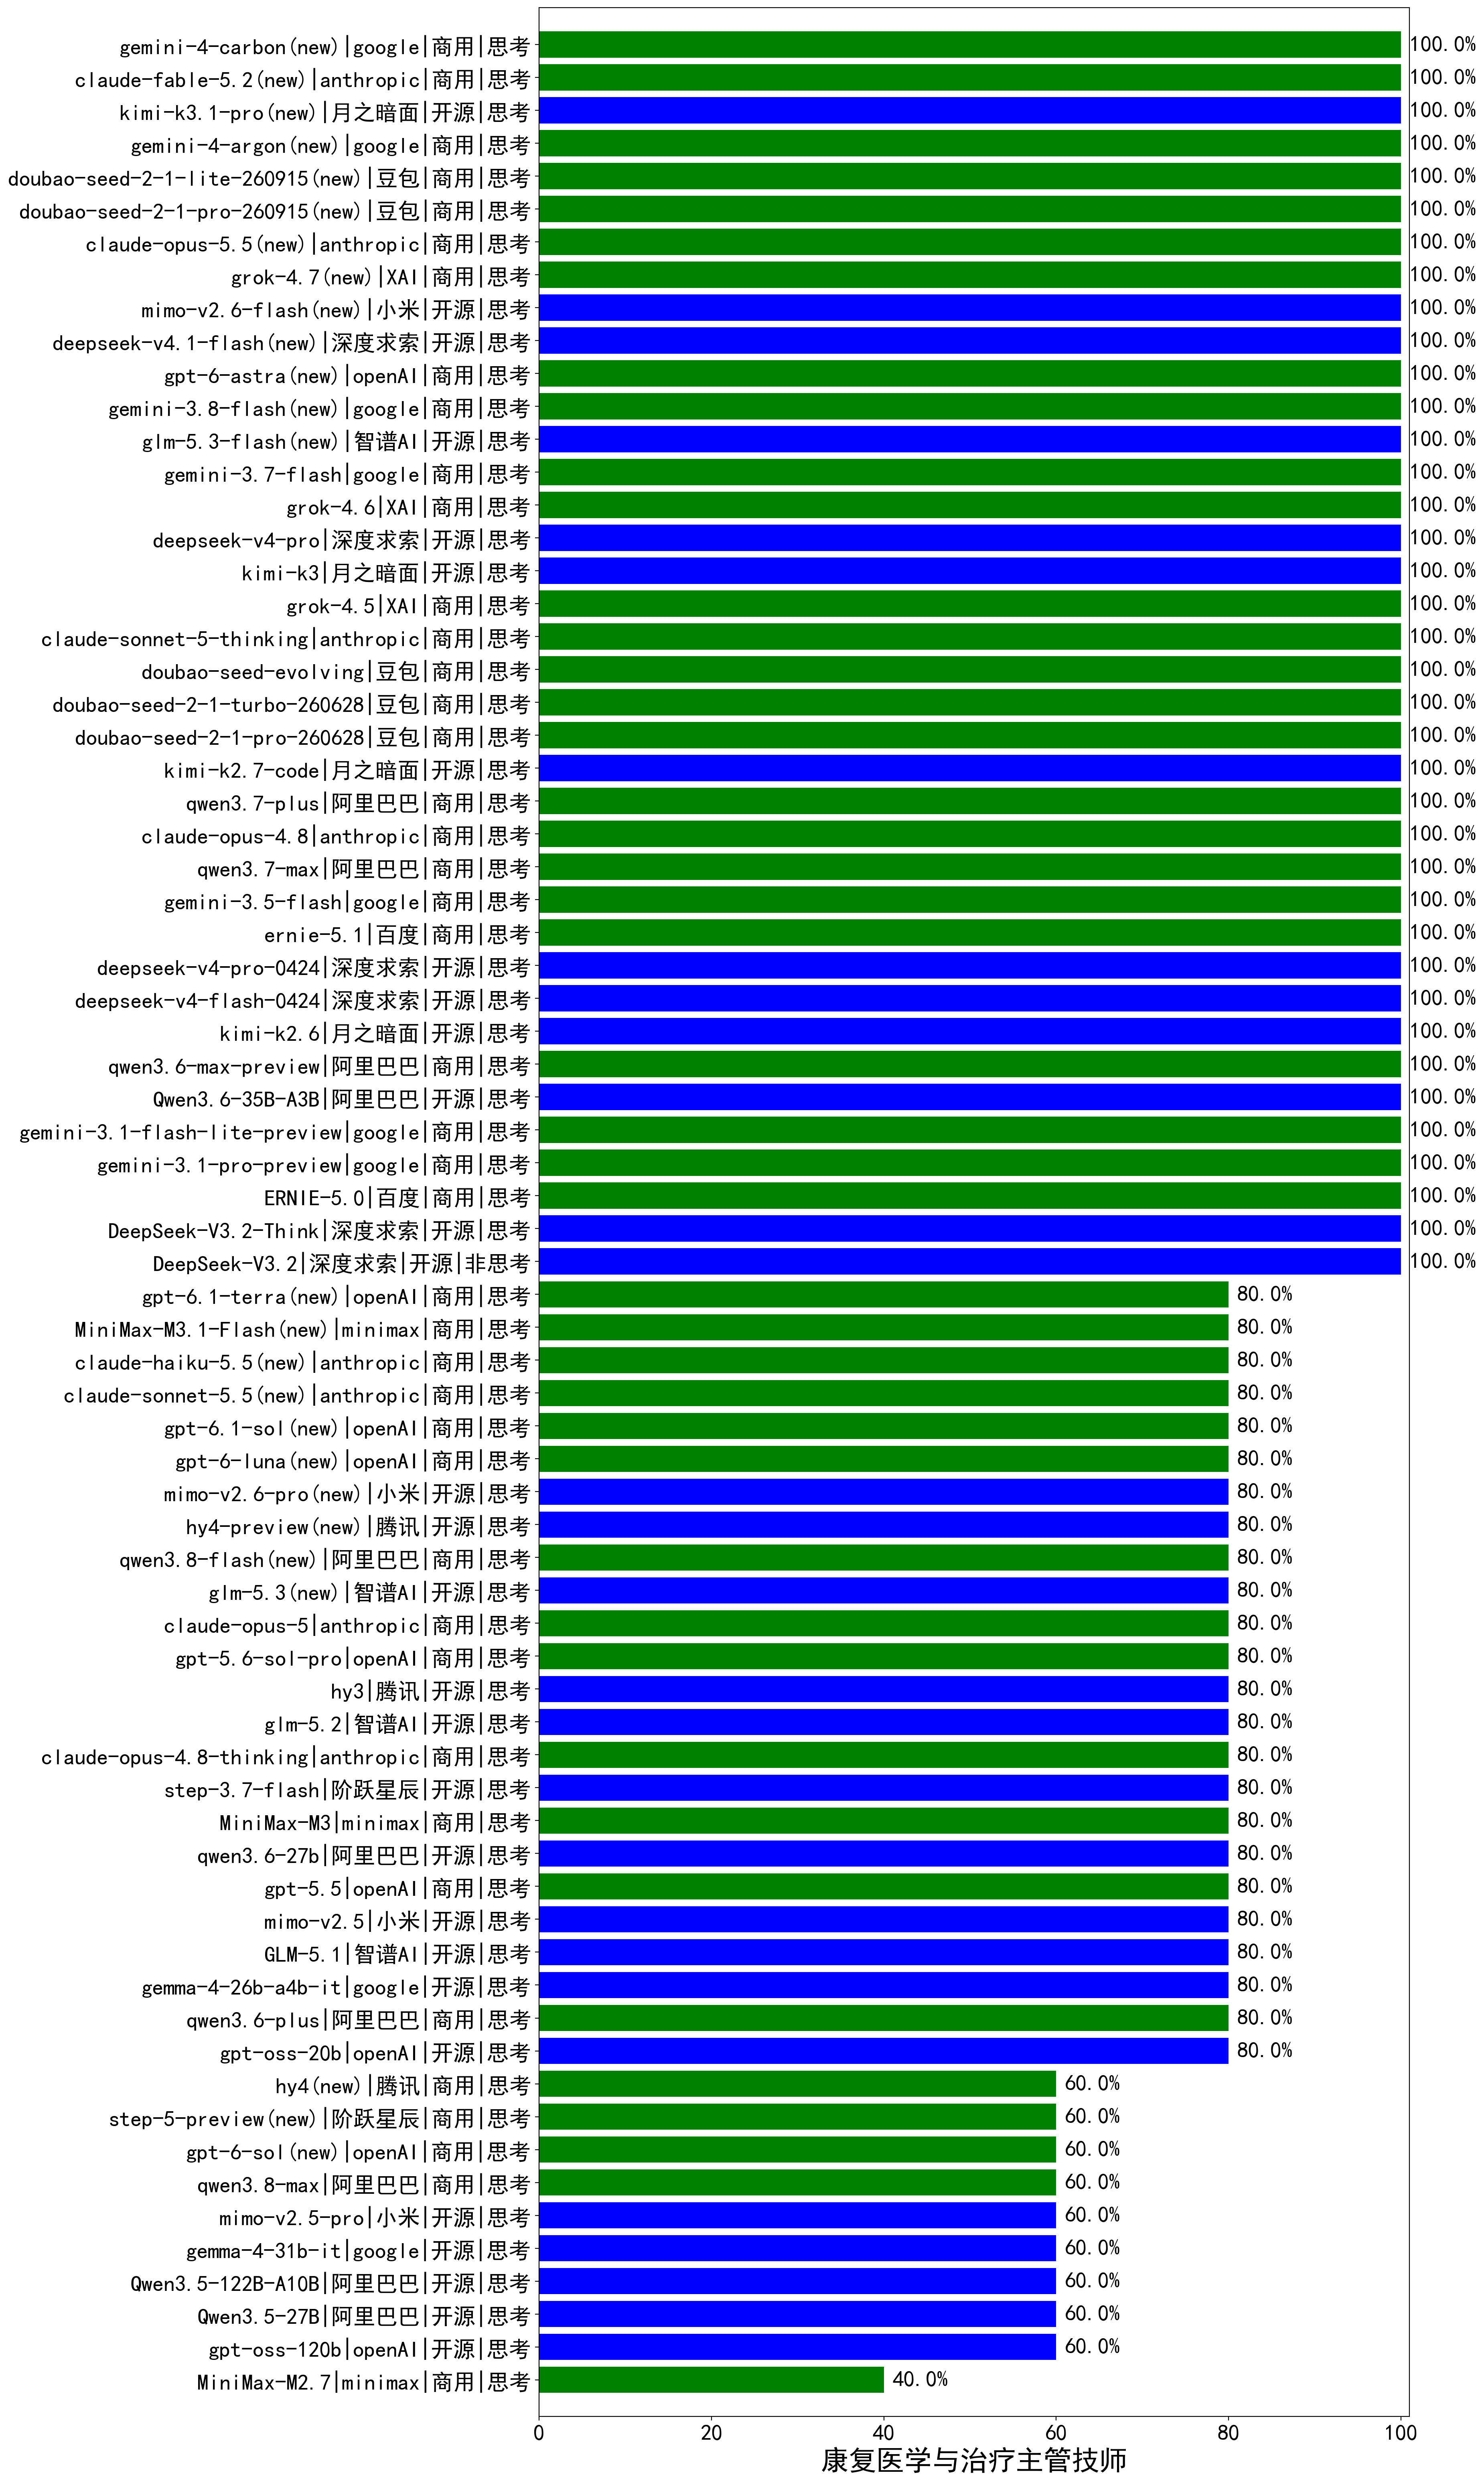 gemini-4-carbon(new)|google|商用|思考 100.0%
claude-fable-5.2(new)|anthropic|商用|思考 100.0%
kimi-k3.1-pro(new)|月之暗面|开源|思考 100.0%
gemini-4-argon(new)|google|商用|思考 100.0%
doubao-seed-2-1-lite-260915(new)|豆包|商用|思考 100.0%
doubao-seed-2-1-pro-260915(new)|豆包|商用|思考 100.0%
claude-opus-5.5(new)|anthropic|商用|思考 100.0%
grok-4.7(new)|XAI|商用|思考 100.0%
mimo-v2.6-flash(new)|小米|开源|思考 100.0%
deepseek-v4.1-flash(new)|深度求索|开源|思考 100.0%
gpt-6-astra(new)|openAI|商用|思考 100.0%
gemini-3.8-flash(new)|google|商用|思考 100.0%
glm-5.3-flash(new)|智谱AI|开源|思考 100.0%
gemini-3.7-flash|google|商用|思考 100.0%
grok-4.6|XAI|商用|思考 100.0%
deepseek-v4-pro|深度求索|开源|思考 100.0%
kimi-k3|月之暗面|开源|思考 100.0%
grok-4.5|XAI|商用|思考 100.0%
claude-sonnet-5-thinking|anthropic|商用|思考 100.0%
doubao-seed-evolving|豆包|商用|思考 100.0%
doubao-seed-2-1-turbo-260628|豆包|商用|思考 100.0%
doubao-seed-2-1-pro-260628|豆包|商用|思考 100.0%
kimi-k2.7-code|月之暗面|开源|思考 100.0%
qwen3.7-plus|阿里巴巴|商用|思考 100.0%
claude-opus-4.8|anthropic|商用|思考 100.0%
qwen3.7-max|阿里巴巴|商用|思考 100.0%
gemini-3.5-flash|google|商用|思考 100.0%
ernie-5.1|百度|商用|思考 100.0%
deepseek-v4-pro-0424|深度求索|开源|思考 100.0%
deepseek-v4-flash-0424|深度求索|开源|思考 100.0%
kimi-k2.6|月之暗面|开源|思考 100.0%
qwen3.6-max-preview|阿里巴巴|商用|思考 100.0%
Qwen3.6-35B-A3B|阿里巴巴|开源|思考 100.0%
gemini-3.1-flash-lite-preview|google|商用|思考 100.0%
gemini-3.1-pro-preview|google|商用|思考 100.0%
ERNIE-5.0|百度|商用|思考 100.0%
DeepSeek-V3.2-Think|深度求索|开源|思考 100.0%
DeepSeek-V3.2|深度求索|开源|非思考 100.0%
gpt-6.1-terra(new)|openAI|商用|思考 80.0%
MiniMax-M3.1-Flash(new)|minimax|商用|思考 80.0%
claude-haiku-5.5(new)|anthropic|商用|思考 80.0%
claude-sonnet-5.5(new)|anthropic|商用|思考 80.0%
gpt-6.1-sol(new)|openAI|商用|思考 80.0%
gpt-6-luna(new)|openAI|商用|思考 80.0%
mimo-v2.6-pro(new)|小米|开源|思考 80.0%
hy4-preview(new)|腾讯|开源|思考 80.0%
qwen3.8-flash(new)|阿里巴巴|商用|思考 80.0%
glm-5.3(new)|智谱AI|开源|思考 80.0%
claude-opus-5|anthropic|商用|思考 80.0%
gpt-5.6-sol-pro|openAI|商用|思考 80.0%
hy3|腾讯|开源|思考 80.0%
glm-5.2|智谱AI|开源|思考 80.0%
claude-opus-4.8-thinking|anthropic|商用|思考 80.0%
step-3.7-flash|阶跃星辰|开源|思考 80.0%
MiniMax-M3|minimax|商用|思考 80.0%
qwen3.6-27b|阿里巴巴|开源|思考 80.0%
gpt-5.5|openAI|商用|思考 80.0%
mimo-v2.5|小米|开源|思考 80.0%
GLM-5.1|智谱AI|开源|思考 80.0%
gemma-4-26b-a4b-it|google|开源|思考 80.0%
qwen3.6-plus|阿里巴巴|商用|思考 80.0%
gpt-oss-20b|openAI|开源|思考 80.0%
hy4(new)|腾讯|商用|思考 60.0%
step-5-preview(new)|阶跃星辰|商用|思考 60.0%
gpt-6-sol(new)|openAI|商用|思考 60.0%
qwen3.8-max|阿里巴巴|商用|思考 60.0%
mimo-v2.5-pro|小米|开源|思考 60.0%
gemma-4-31b-it|google|开源|思考 60.0%
Qwen3.5-122B-A10B|阿里巴巴|开源|思考 60.0%
Qwen3.5-27B|阿里巴巴|开源|思考 60.0%
gpt-oss-120b|openAI|开源|思考 60.0%
MiniMax-M2.7|minimax|商用|思考 40.0%
0 20 40 60 80 100
康复医学与治疗主管技师